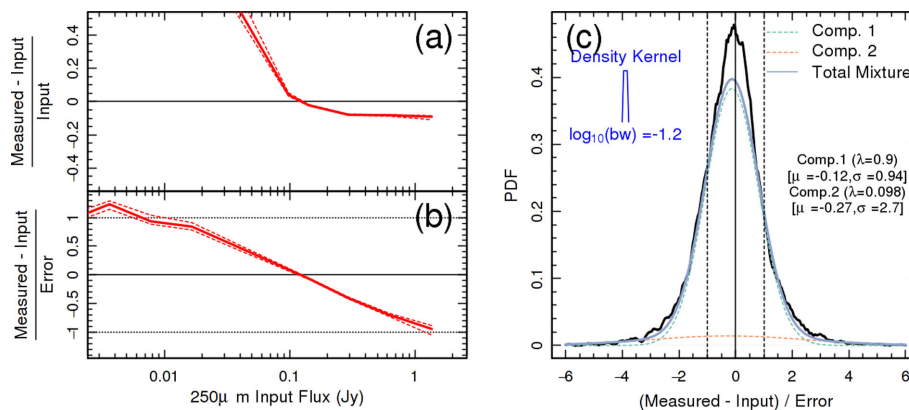 (a)
Measured - Input
Input
0.4
0.2
0
-0.2
-0.4
(b)
Measured - Input
Error
1
0.5
0
-0.5
-1
0.01
0.1
1
250μ m Input Flux (Jy)
(c)
Comp. 1
Comp. 2
Total Mixture
Density Kernel
log10(bw) =-1.2
Comp.1 (λ=0.9)
[μ =-0.12,σ =0.94]
Comp.2 (λ=0.098)
[μ =-0.27,σ =2.7]
PDF
0.4
0.3
0.2
0.1
0
-6
-4
-2
0
2
4
6
(Measured - Input) / Error